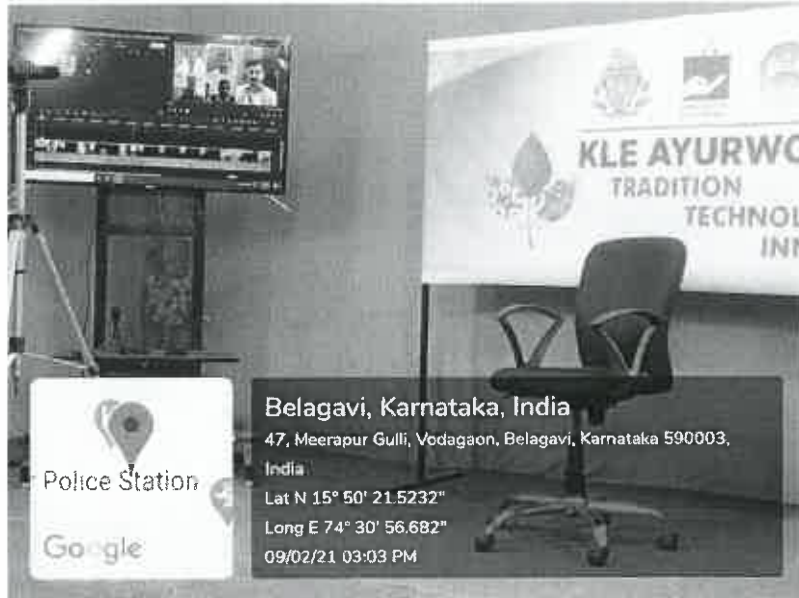 KLE AYURWO
TRADITION
TECHNOL
INN
Police Station
Google
Belagavi, Karnataka, India
47, Meerapur Gulli, Vodagaon, Belagavi, Karnataka 590003,
India
Lat N 15° 50' 21.5232"
Long E 74° 30' 56.682"
09/02/21 03:03 PM